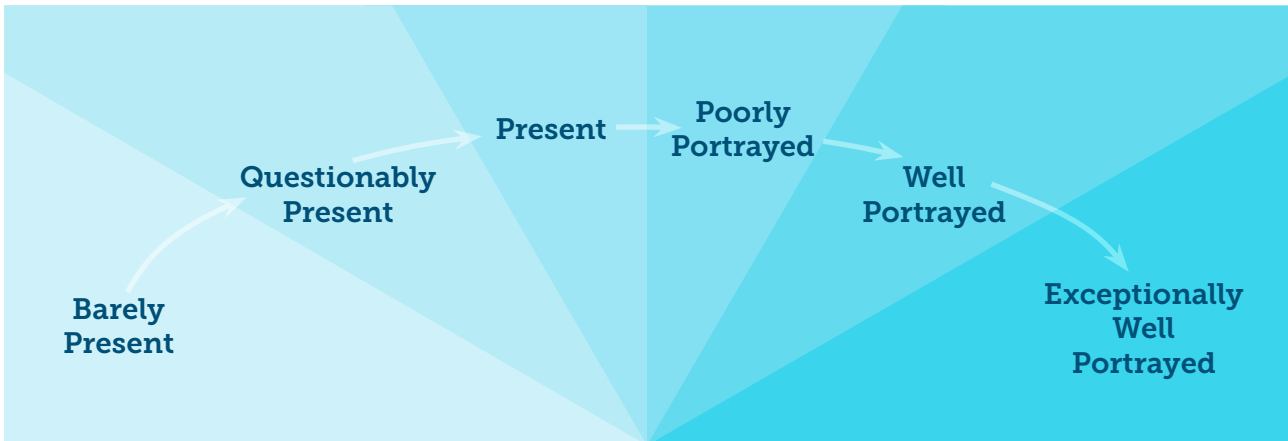 Barely
Present
Questionably
Present
Present
Poorly
Portrayed
Well
Portrayed
Exceptionally
Well
Portrayed